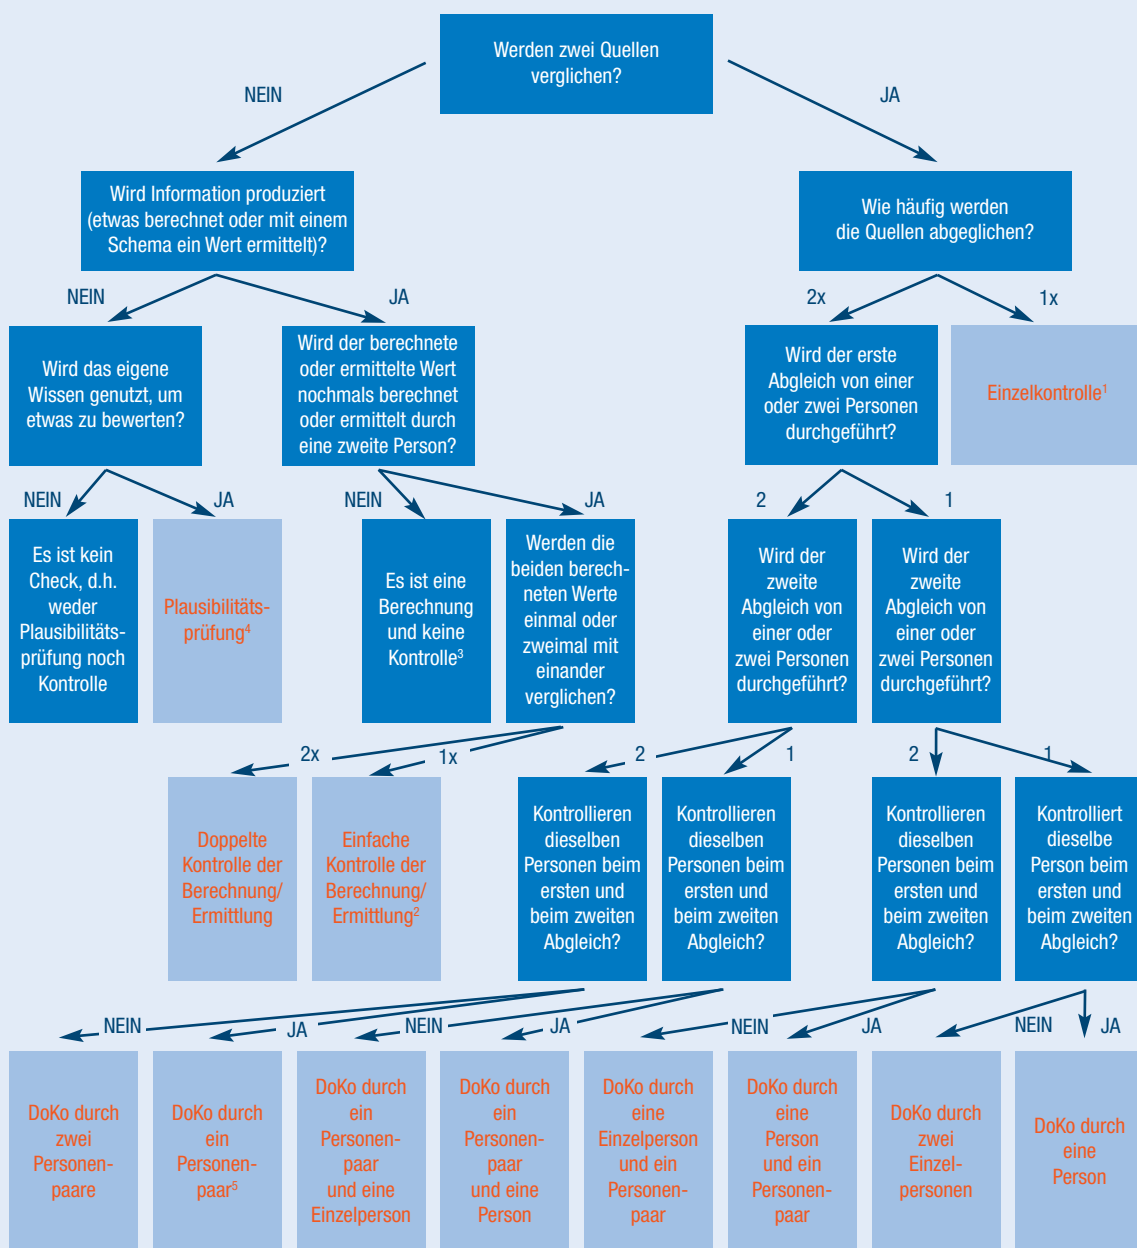 Werden zwei Quellen
verglichen?
NEIN
JA
Wird Information produziert
(etwas berechnet oder mit einem
Schema ein Wert ermittelt)?
Wie häufig werden
die Quellen abgeglichen?
NEIN
JA
2x
1x
Wird das eigene
Wissen genutzt, um
etwas zu bewerten?
Wird der berechnete
oder ermittelte Wert
nochmals berechnet
oder ermittelt durch
eine zweite Person?
Wird der erste
Abgleich von einer
oder zwei Personen
durchgeführt?
Einzelkontrolle¹
NEIN
JA
NEIN
JA
2
1
Es ist kein
Check, d.h.
weder
Plausibilitäts-
prüfung noch
Kontrolle
Plausibilitäts-
prüfung⁴
Es ist eine
Berechnung
und keine
Kontrolle³
Werden die
beiden berech-
neten Werte
einmal oder
zweimal mit
einander
verglichen?
Wird der
zweite
Abgleich von
einer oder
zwei Personen
durchgeführt?
Wird der
zweite
Abgleich von
einer oder
zwei Personen
durchgeführt?
2x
1x
2
1
2
1
Doppelte
Kontrolle der
Berechnung/
Ermittlung
Einfache
Kontrolle der
Berechnung/
Ermittlung²
Kontrollieren
dieselben
Personen beim
ersten und
beim zweiten
Abgleich?
Kontrollieren
dieselben
Personen beim
ersten und
beim zweiten
Abgleich?
Kontrollieren
dieselben
Personen beim
ersten und
beim zweiten
Abgleich?
Kontrolliert
dieselbe
Person beim
ersten und
beim zweiten
Abgleich?
NEIN
JA
NEIN
JA
NEIN
JA
NEIN
JA
DoKo durch
zwei
Personen-
paare
DoKo durch
ein
Personen-
paar⁵
DoKo durch
ein
Personen-
paar
und eine
Einzelperson
DoKo durch
ein
Personen-
paar
und eine
Person
DoKo durch
eine
Einzelperson
und ein
Personen-
paar
DoKo durch
eine
Person
und ein
Personen-
paar
DoKo durch
zwei
Einzel-
personen
DoKo durch
eine
Person